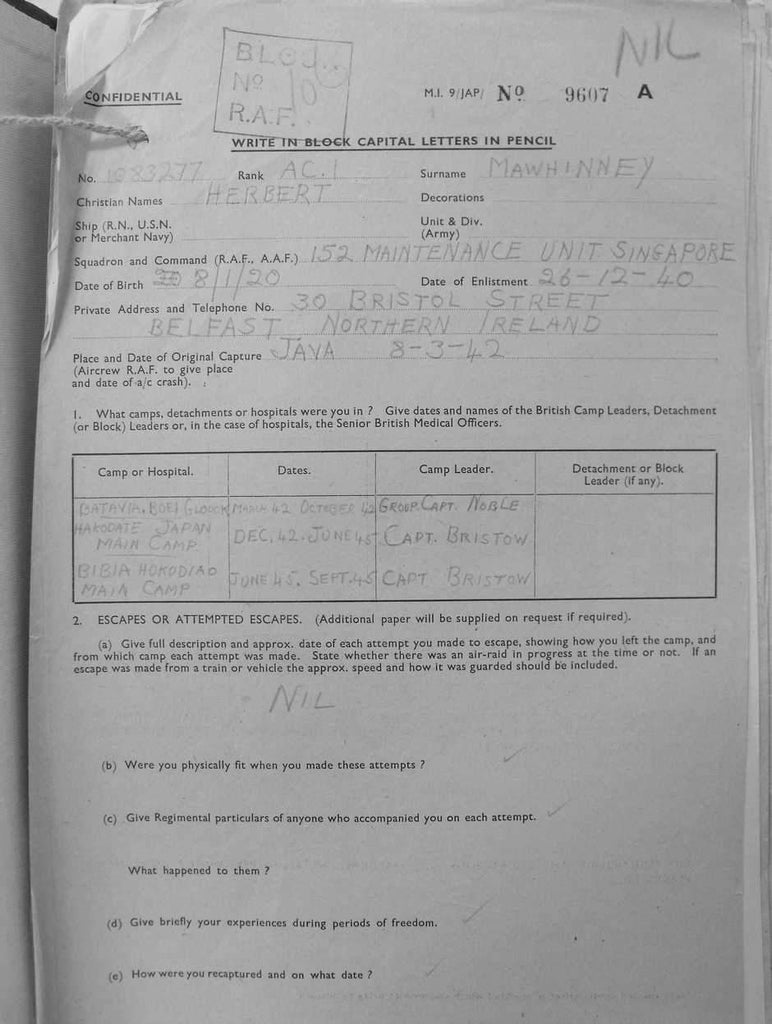 NIL
BLOC..
No 10
R.A.F.
CONFIDENTIAL
M.I. 9/JAP/ No 9607 A
WRITE IN BLOCK CAPITAL LETTERS IN PENCIL
No. 1083277 Rank AC.1 Surname MAWHINNEY
Christian Names HERBERT Decorations
Ship (R.N., U.S.N. or Merchant Navy) Unit & Div. (Army)
Squadron and Command (R.A.F., A.A.F.) 152 MAINTENANCE UNIT SINGAPORE
Date of Birth 8/1/20 Date of Enlistment 26-12-40
Private Address and Telephone No. 30 BRISTOL STREET
BELFAST NORTHERN IRELAND
Place and Date of Original Capture JAVA 8-3-42
(Aircrew R.A.F. to give place
and date of a/c crash).
1. What camps, detachments or hospitals were you in ? Give dates and names of the British Camp Leaders, Detachment
(or Block) Leaders or, in the case of hospitals, the Senior British Medical Officers.
Camp or Hospital. Dates. Camp Leader. Detachment or Block Leader (if any).
BATAVIA. BOEI GLODOK MARCH 42 OCTOBER 42 GROUP. CAPT. NOBLE
HAKODATE JAPAN MAIN CAMP DEC. 42. JUNE 45 CAPT. BRISTOW
BIBIA HOKODIAO MAIN CAMP JUNE 45. SEPT. 45 CAPT BRISTOW
2. ESCAPES OR ATTEMPTED ESCAPES. (Additional paper will be supplied on request if required).
(a) Give full description and approx. date of each attempt you made to escape, showing how you left the camp, and
from which camp each attempt was made. State whether there was an air-raid in progress at the time or not. If an
escape was made from a train or vehicle the approx. speed and how it was guarded should be included.
NIL
(b) Were you physically fit when you made these attempts ?
(c) Give Regimental particulars of anyone who accompanied you on each attempt.
What happened to them ?
(d) Give briefly your experiences during periods of freedom.
(e) How were you recaptured and on what date ?